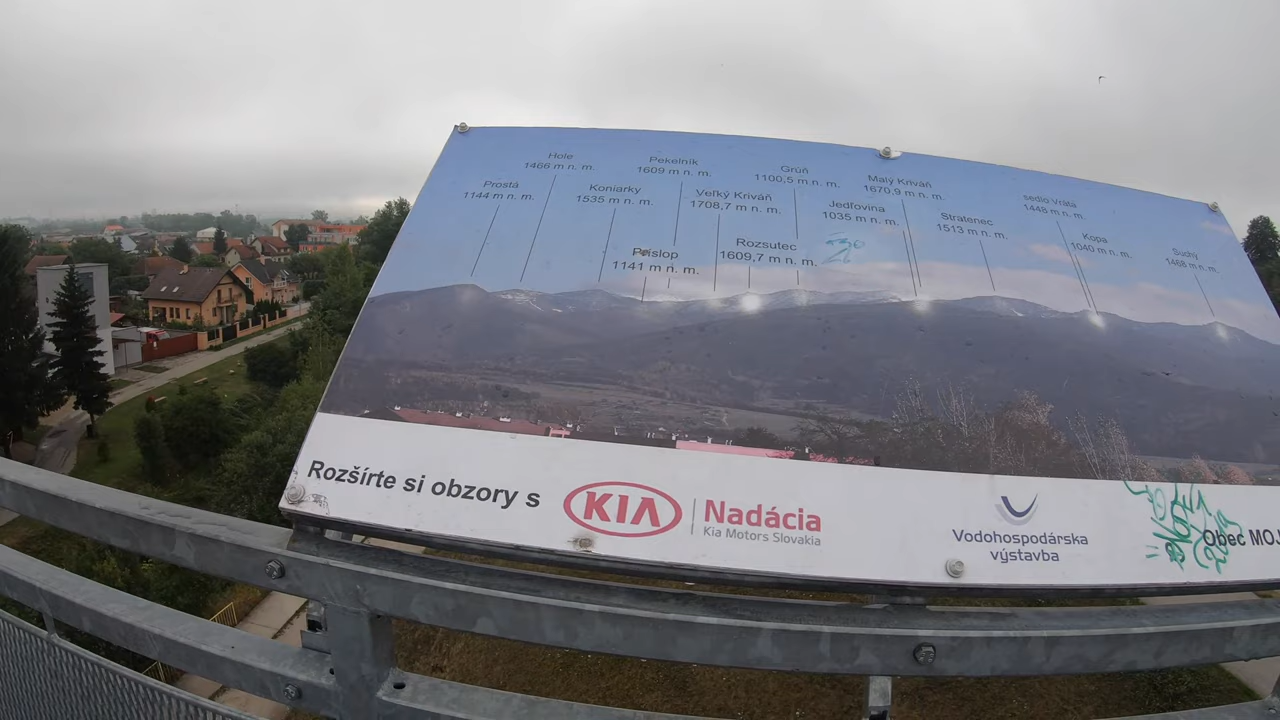 Hole
1466 m n. m.
Pekelník
1609 m n. m.
Grúň
1100,5 m n. m.
Malý Kriváň
1670,9 m n. m.
sedlo Vráta
1448 m n. m.
Prostá
1144 m n. m.
Koniarky
1535 m n. m.
Veľký Kriváň
1708,7 m n. m.
Jedľovina
1035 m n. m.
Stratenec
1513 m n. m.
Kopa
1040 m n. m.
Suchý
1468 m n. m.
Príslop
1141 m n. m.
Rozsutec
1609,7 m n. m.
Rozšírte si obzory s
KIA
Nadácia
Kia Motors Slovakia
Vodohospodárska
výstavba
Obec MOJ